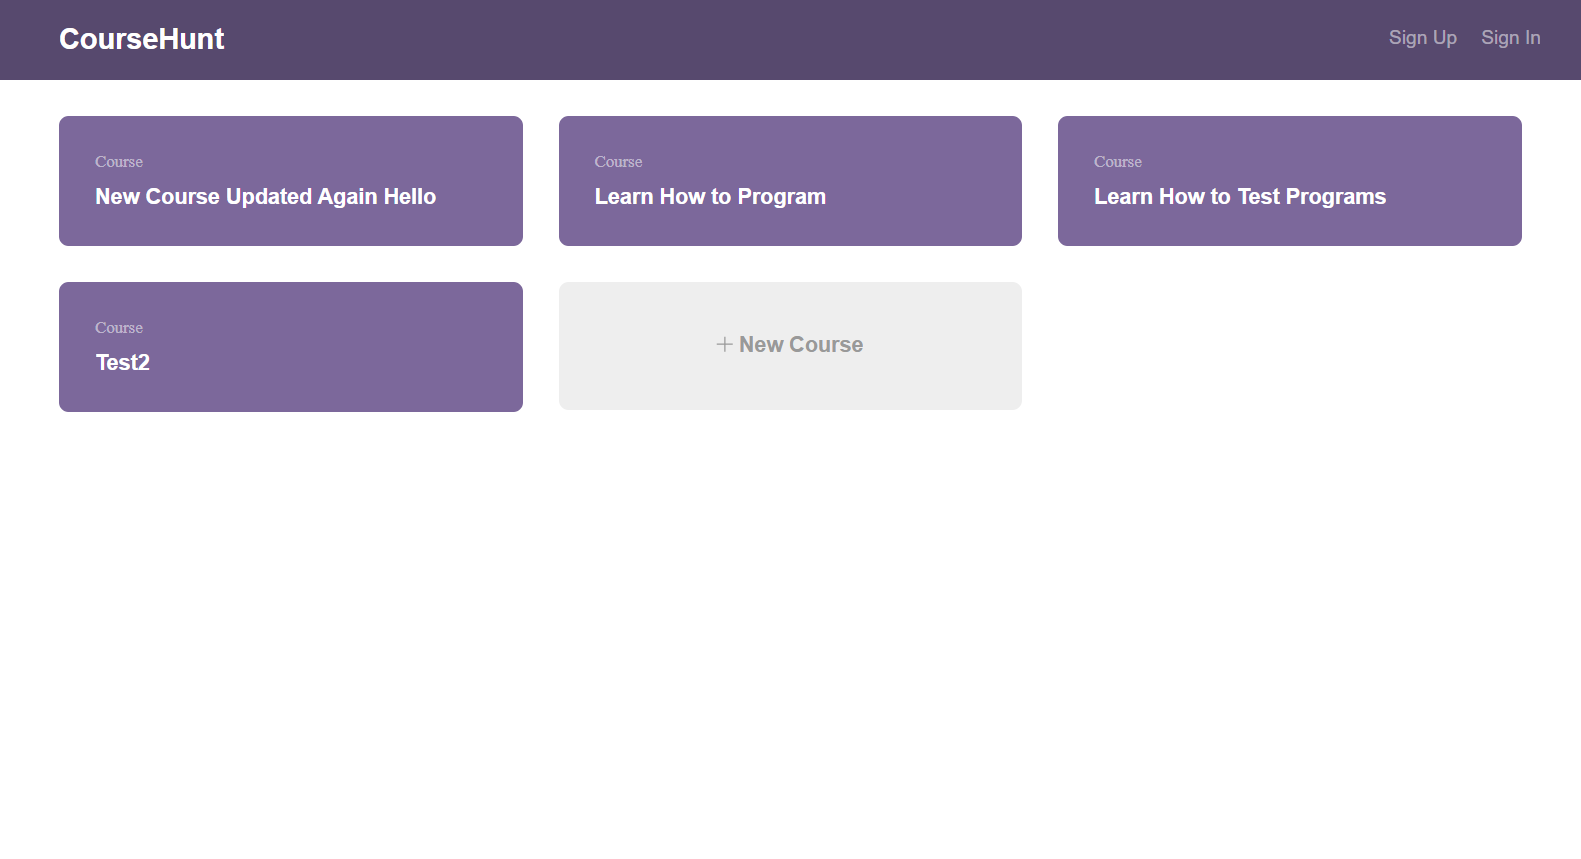 CourseHunt
Sign Up
Sign In
Course
New Course Updated Again Hello
Course
Learn How to Program
Course
Learn How to Test Programs
Course
Test2
+ New Course